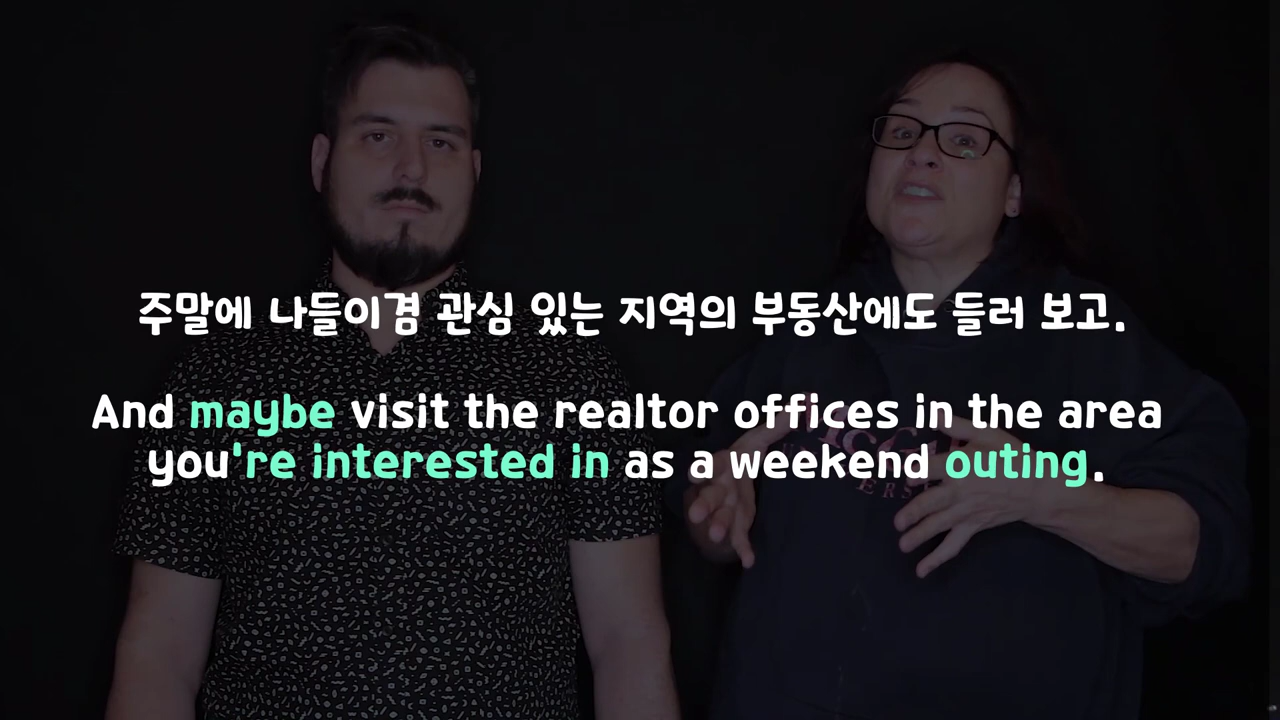 주말에 나들이겸 관심 있는 지역의 부동산에도 들러 보고.
And maybe visit the realtor offices in the area
you're interested in as a weekend outing.